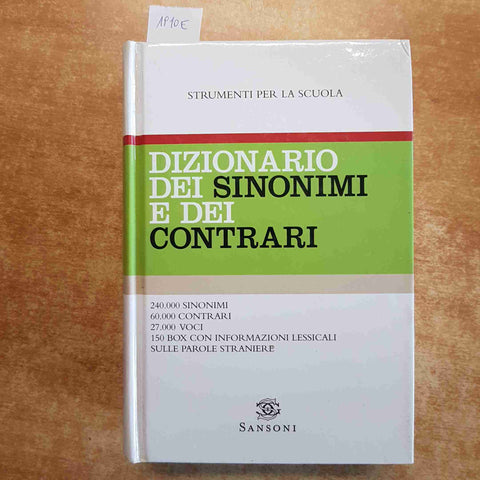 1P10€
STRUMENTI PER LA SCUOLA
DIZIONARIO
DEI SINONIMI
E DEI
CONTRARI
240.000 SINONIMI
60.000 CONTRARI
27.000 VOCI
150 BOX CON INFORMAZIONI LESSICALI
SULLE PAROLE STRANIERE
SANSONI